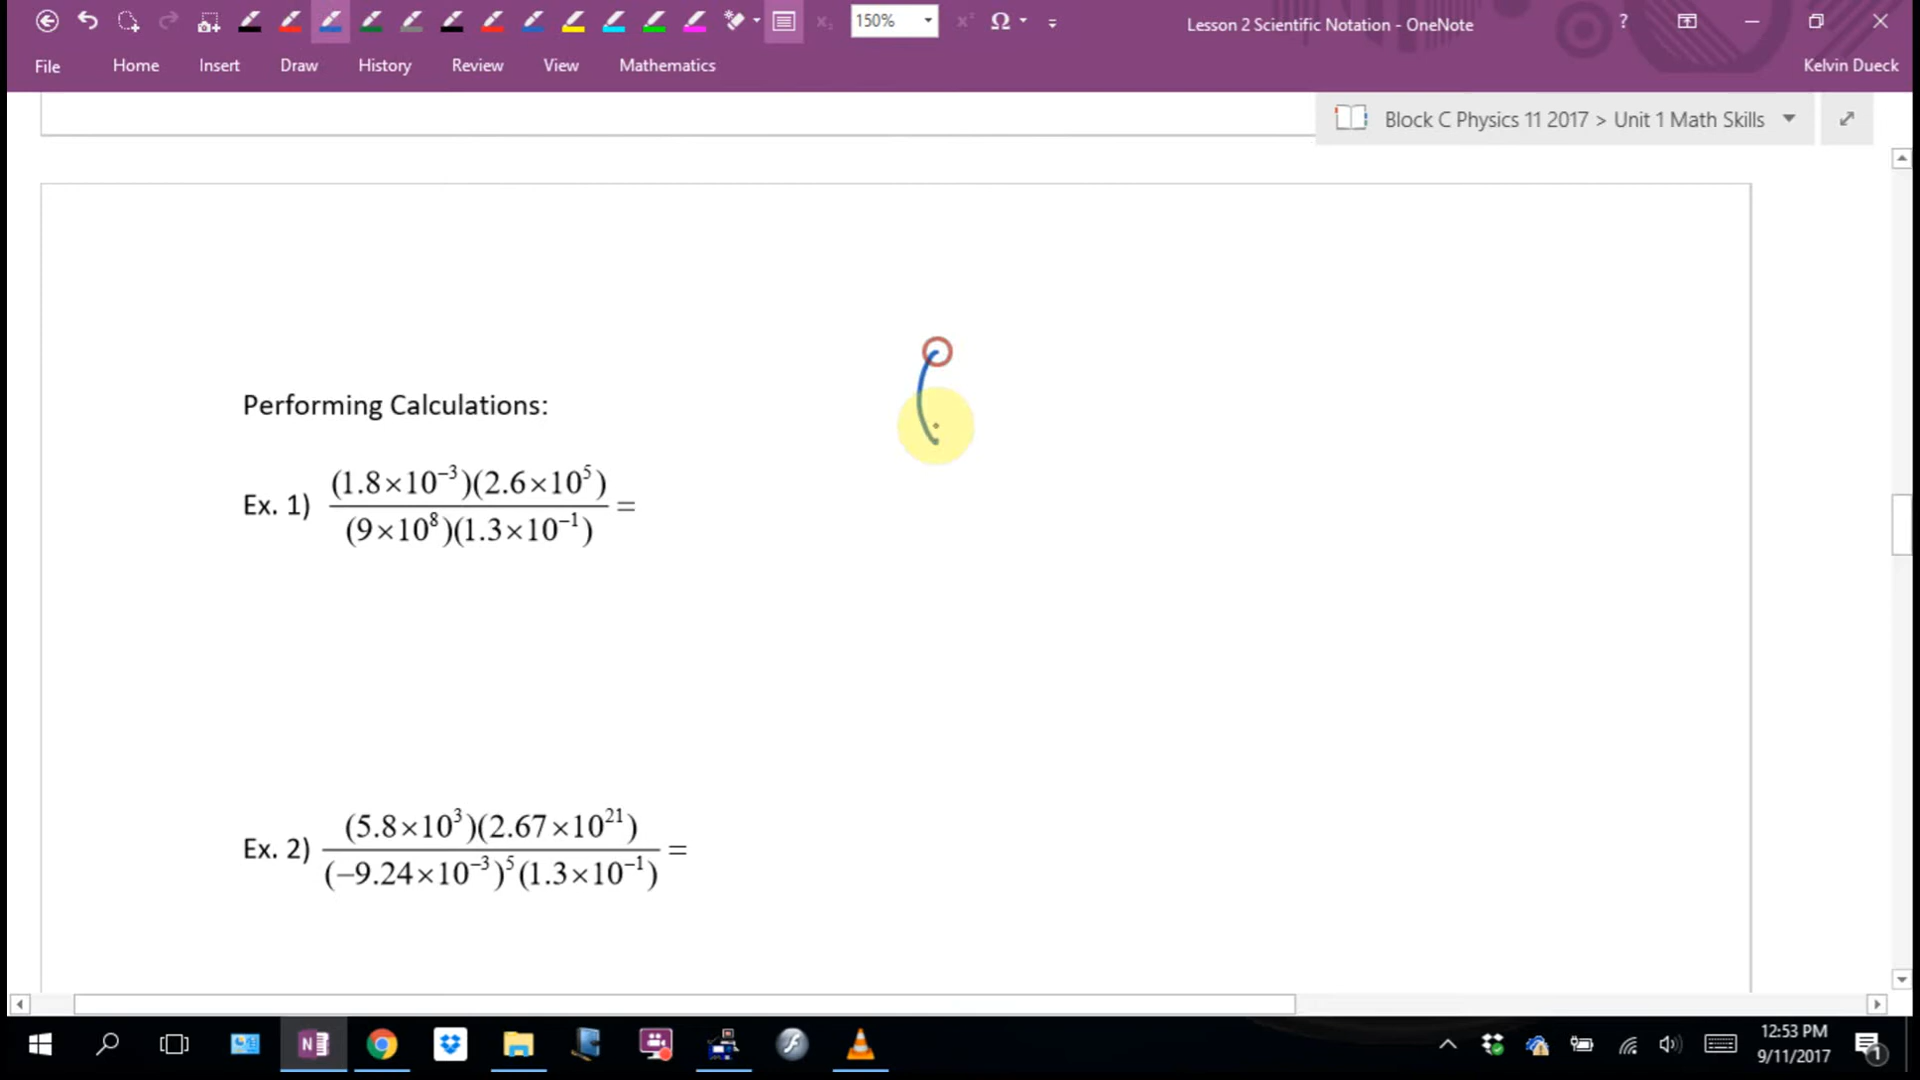 150%
Lesson 2 Scientific Notation - OneNote
File Home Insert Draw History Review View Mathematics
Kelvin Dueck
Block C Physics 11 2017 > Unit 1 Math Skills
Performing Calculations:
Ex. 1) \frac{(1.8×10^{-3})(2.6×10^{5})}{(9×10^{8})(1.3×10^{-1})} =
Ex. 2) \frac{(5.8×10^{3})(2.67×10^{21})}{(−9.24×10^{-3})^{5}(1.3×10^{-1})} =
12:53 PM
9/11/2017